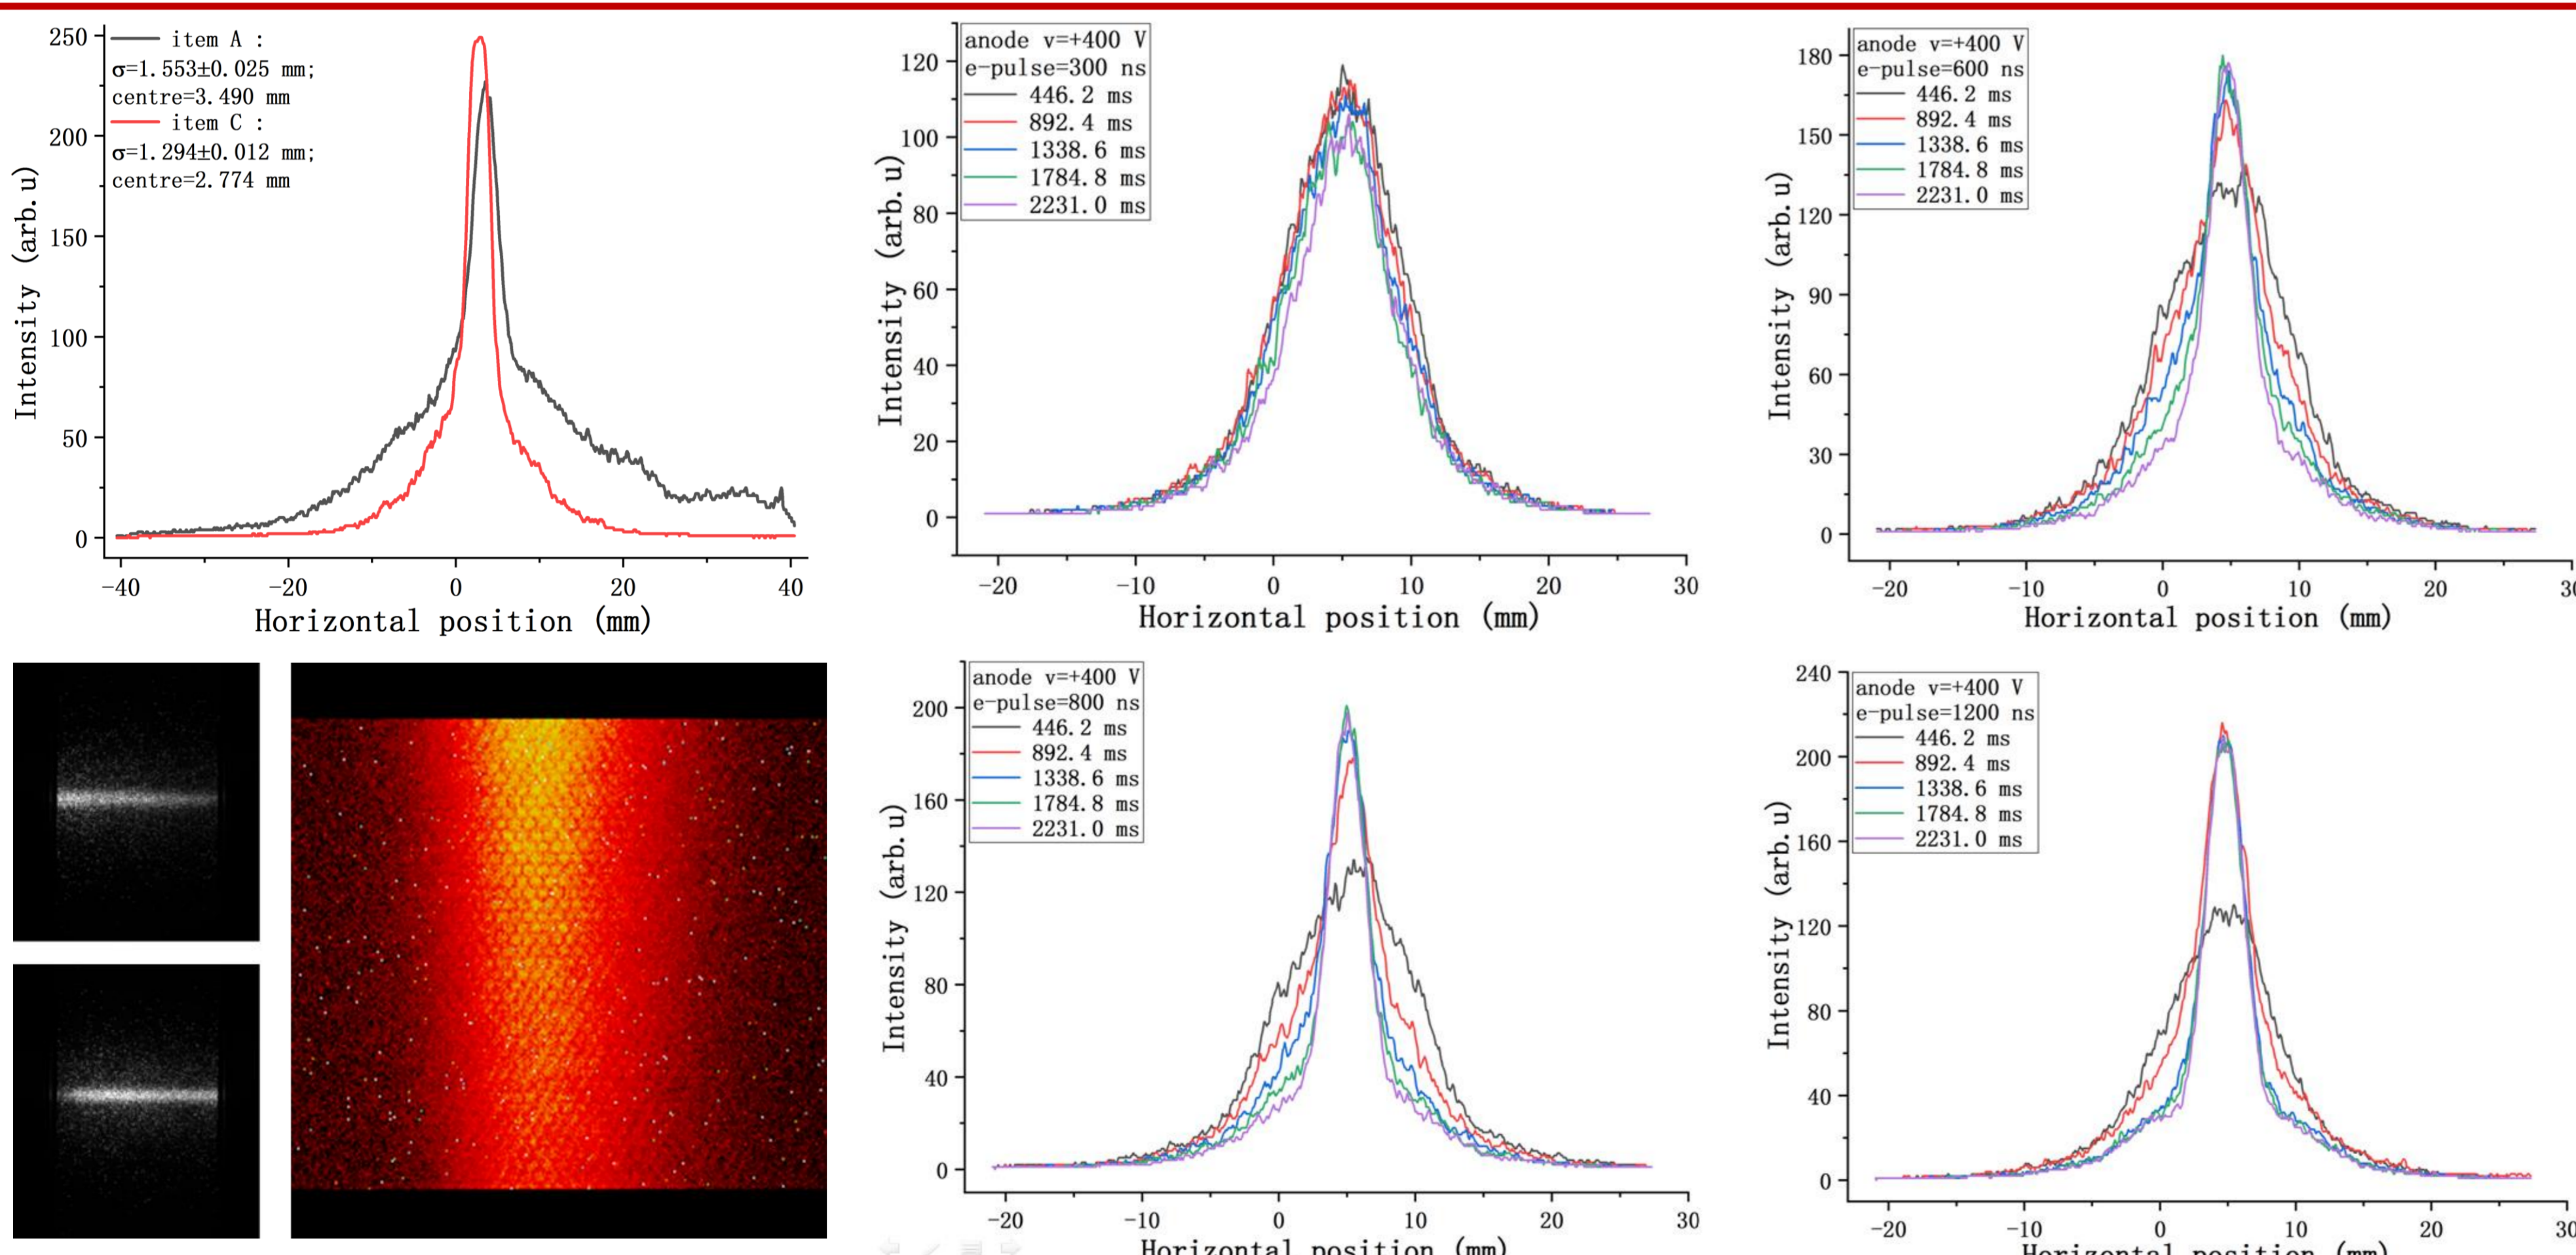 250
200
150
100
50
0
Intensity (arb.u)
item A :
σ=1.553±0.025 mm;
centre=3.490 mm
item C :
σ=1.294±0.012 mm;
centre=2.774 mm
-40
-20
0
20
40
Horizontal position (mm)
120
100
80
60
40
20
0
Intensity (arb.u)
anode v=+400 V
e-pulse=300 ns
446.2 ms
892.4 ms
1338.6 ms
1784.8 ms
2231.0 ms
-20
-10
0
10
20
30
Horizontal position (mm)
180
150
120
90
60
30
0
Intensity (arb.u)
anode v=+400 V
e-pulse=600 ns
446.2 ms
892.4 ms
1338.6 ms
1784.8 ms
2231.0 ms
-20
-10
0
10
20
30
Horizontal position (mm)
200
160
120
80
40
0
Intensity (arb.u)
anode v=+400 V
e-pulse=800 ns
446.2 ms
892.4 ms
1338.6 ms
1784.8 ms
2231.0 ms
-20
-10
0
10
20
30
Horizontal position (mm)
240
200
160
120
80
40
0
Intensity (arb.u)
anode v=+400 V
e-pulse=1200 ns
446.2 ms
892.4 ms
1338.6 ms
1784.8 ms
2231.0 ms
-20
-10
0
10
20
30
Horizontal position (mm)